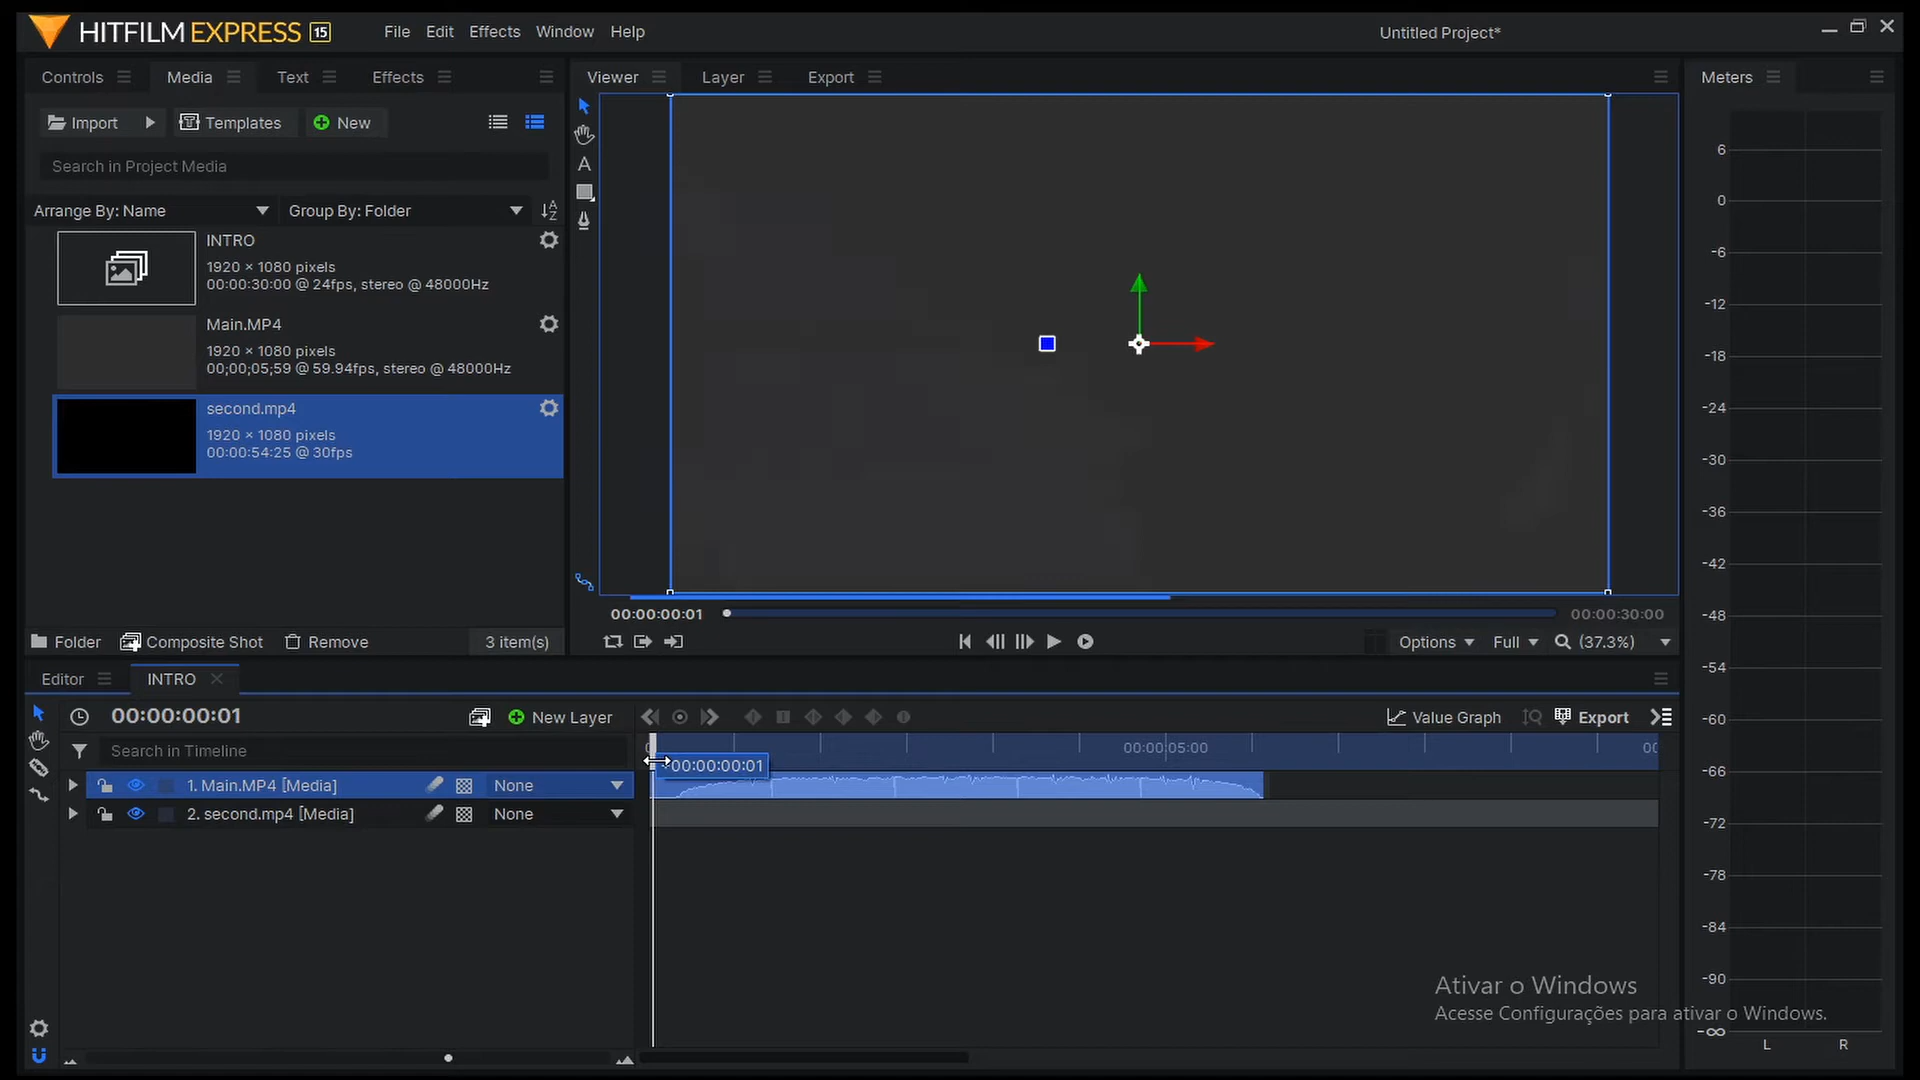 HITFILM EXPRESS 15
File Edit Effects Window Help
Untitled Project*
Controls Media Text Effects
Viewer Layer Export
Meters
Import Templates New
Search in Project Media
Arrange By: Name Group By: Folder
INTRO
1920 × 1080 pixels
00:00:30:00 @ 24fps, stereo @ 48000Hz
Main.MP4
1920 × 1080 pixels
00;00;05;59 @ 59.94fps, stereo @ 48000Hz
second.mp4
1920 × 1080 pixels
00:00:54:25 @ 30fps
Folder Composite Shot Remove 3 item(s)
A
00:00:00:01 00:00:30:00
Options Full (37.3%)
6
0
-6
-12
-18
-24
-30
-36
-42
-48
-54
-60
-66
-72
-78
-84
-90
-∞
L R
Editor INTRO
00:00:00:01 New Layer Value Graph Export
Search in Timeline
00:00:05:00
00:00:00:01
1. Main.MP4 [Media] None
2. second.mp4 [Media] None
Ativar o Windows
Acesse Configurações para ativar o Windows.